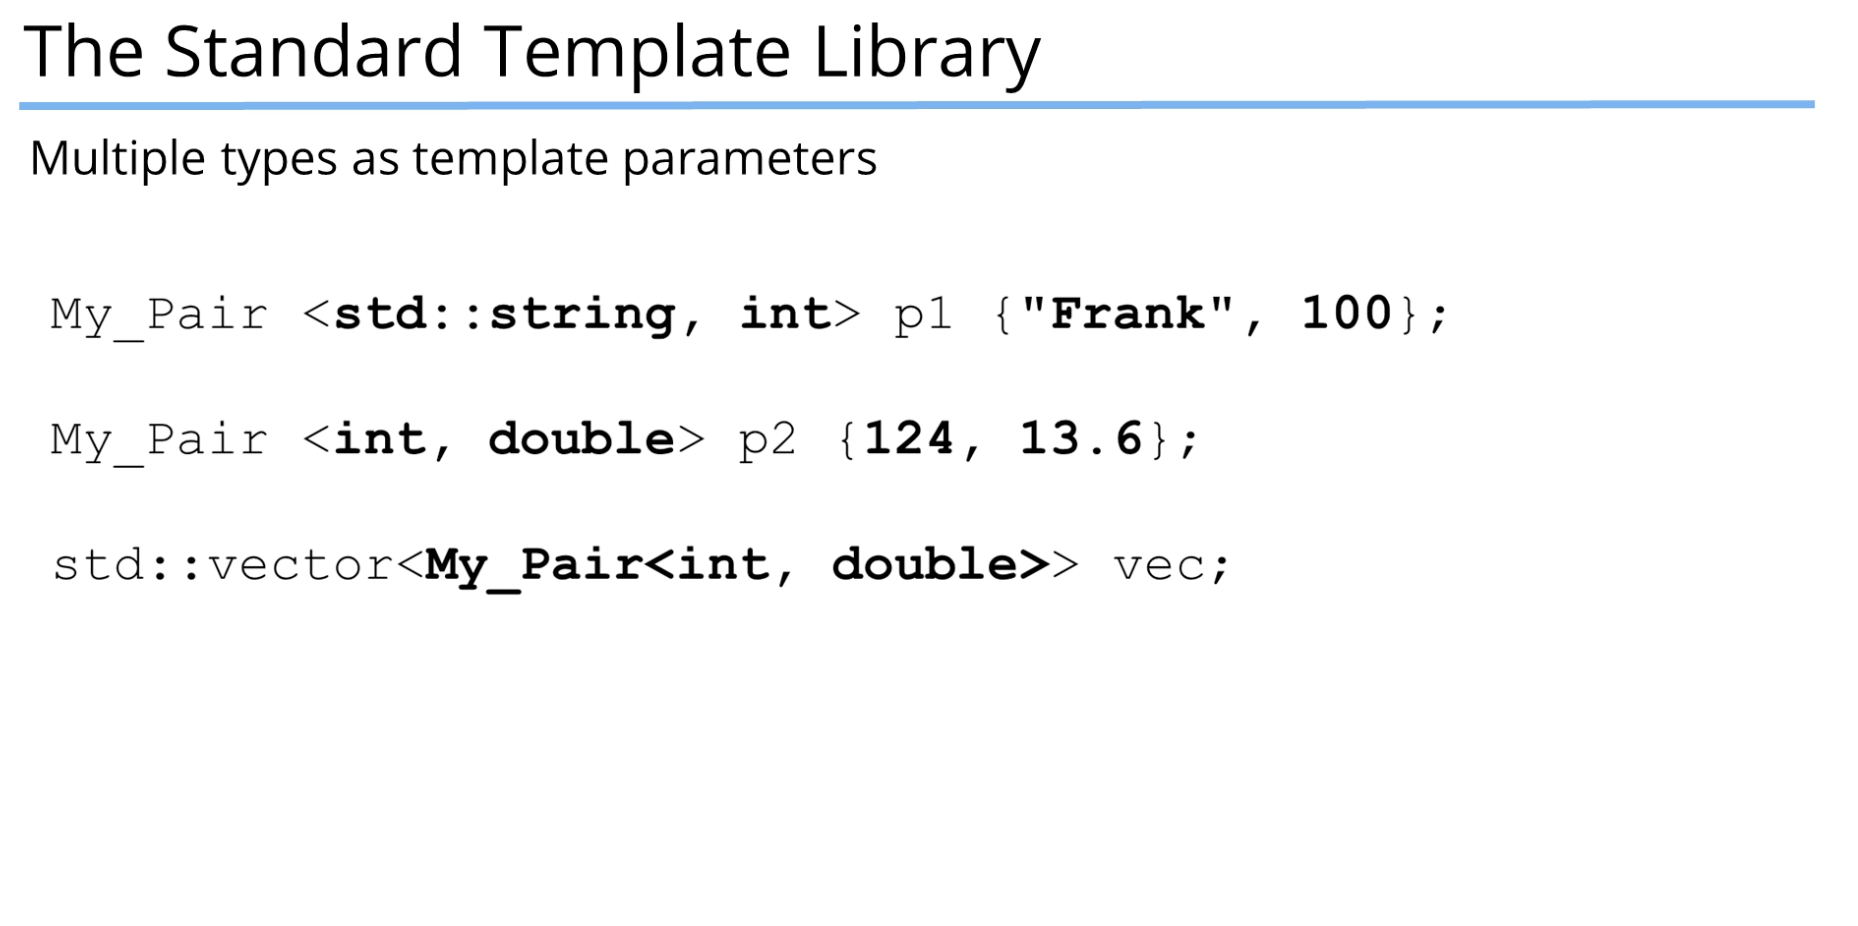 The Standard Template Library
Multiple types as template parameters
My_Pair <std::string, int> p1 {"Frank", 100};
My_Pair <int, double> p2 {124, 13.6};
std::vector<My_Pair<int, double>> vec;